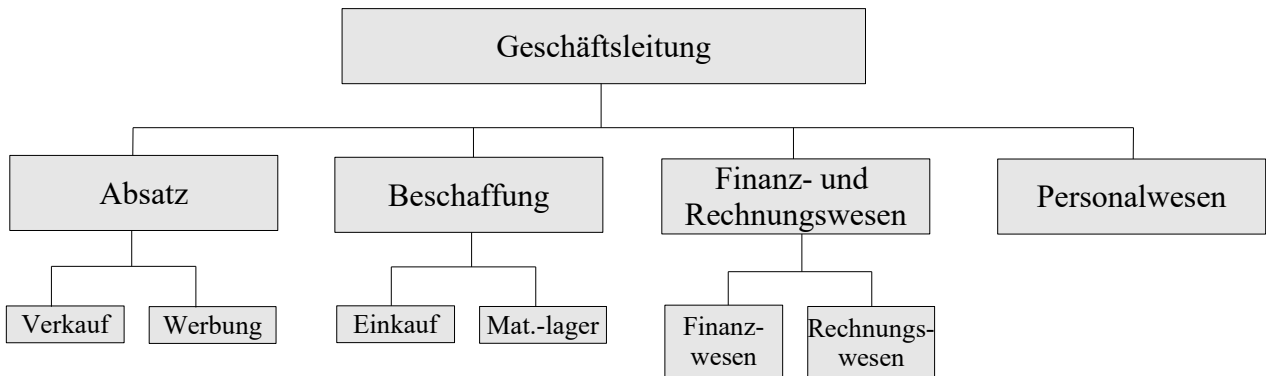 Geschäftsleitung
Absatz
Beschaffung
Finanz- und
Rechnungswesen
Personalwesen
Verkauf
Werbung
Einkauf
Mat.-lager
Finanz-
wesen
Rechnungs-
wesen